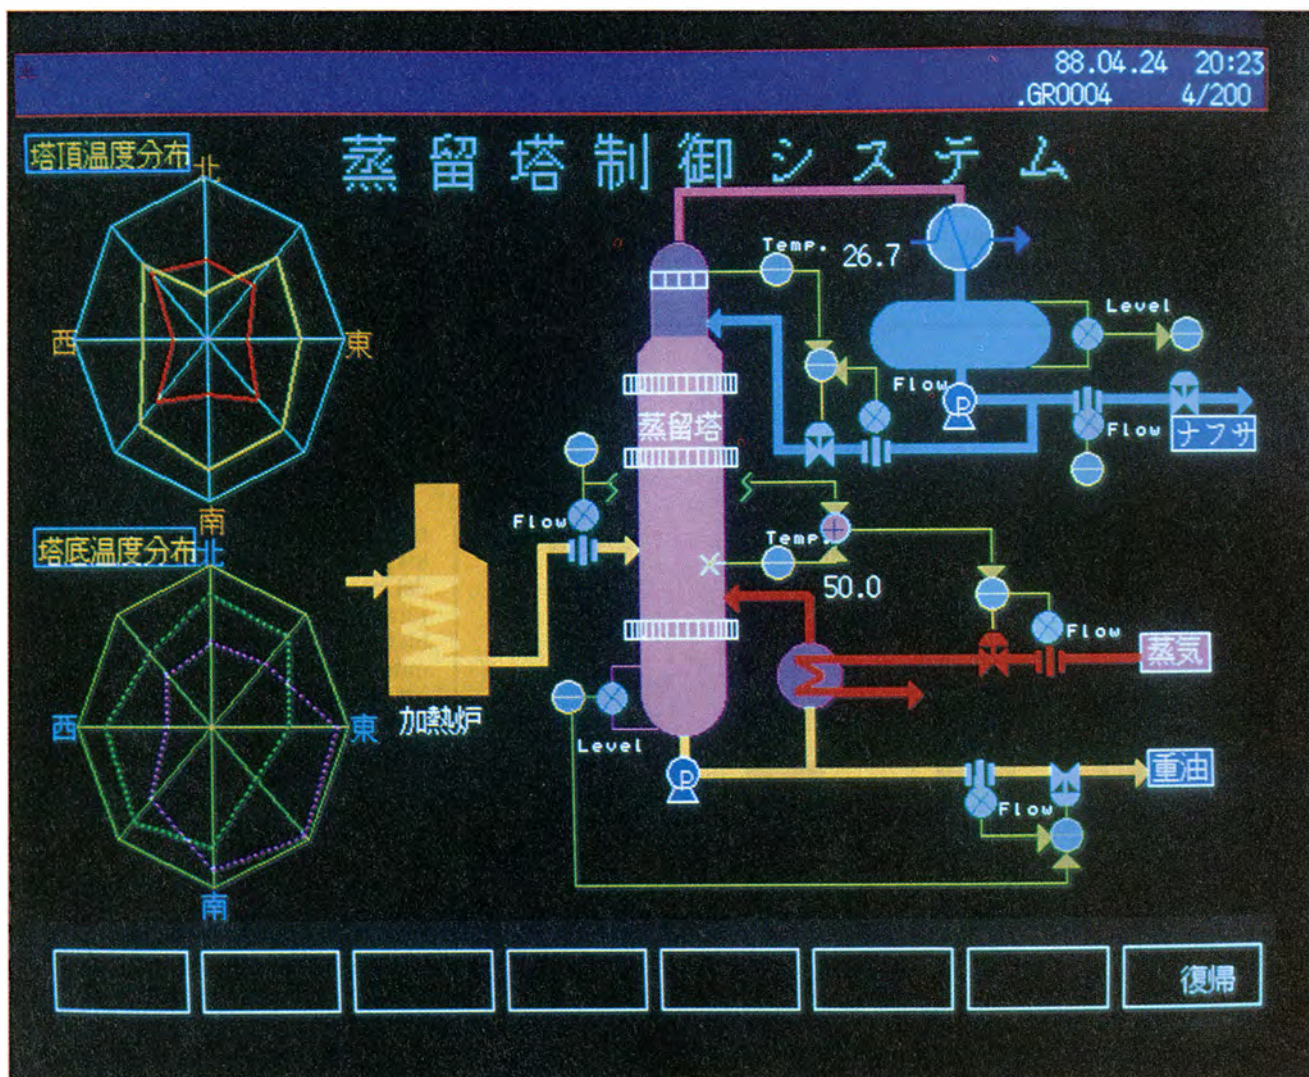 88.04.24 20:23
.GR0004 4/200
蒸留塔制御システム
塔頂温度分布
北
西
東
南
塔底温度分布
北
西
東
南
Temp.
26.7
Level
Flow
Flow
ナフサ
蒸留塔
Flow
Temp.
50.0
Flow
蒸気
加熱炉
Level
P
P
重油
Flow
復帰